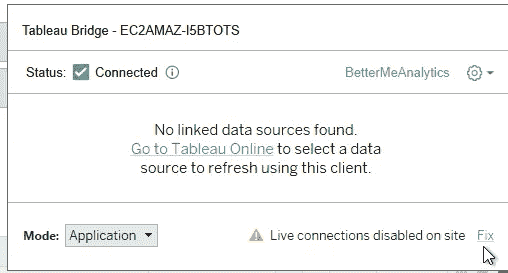 Tableau Bridge - EC2AMAZ-I5BTOTS
Status: Connected BetterMeAnalytics
No linked data sources found.
Go to Tableau Online to select a data
source to refresh using this client.
Mode: Application Live connections disabled on site Fix